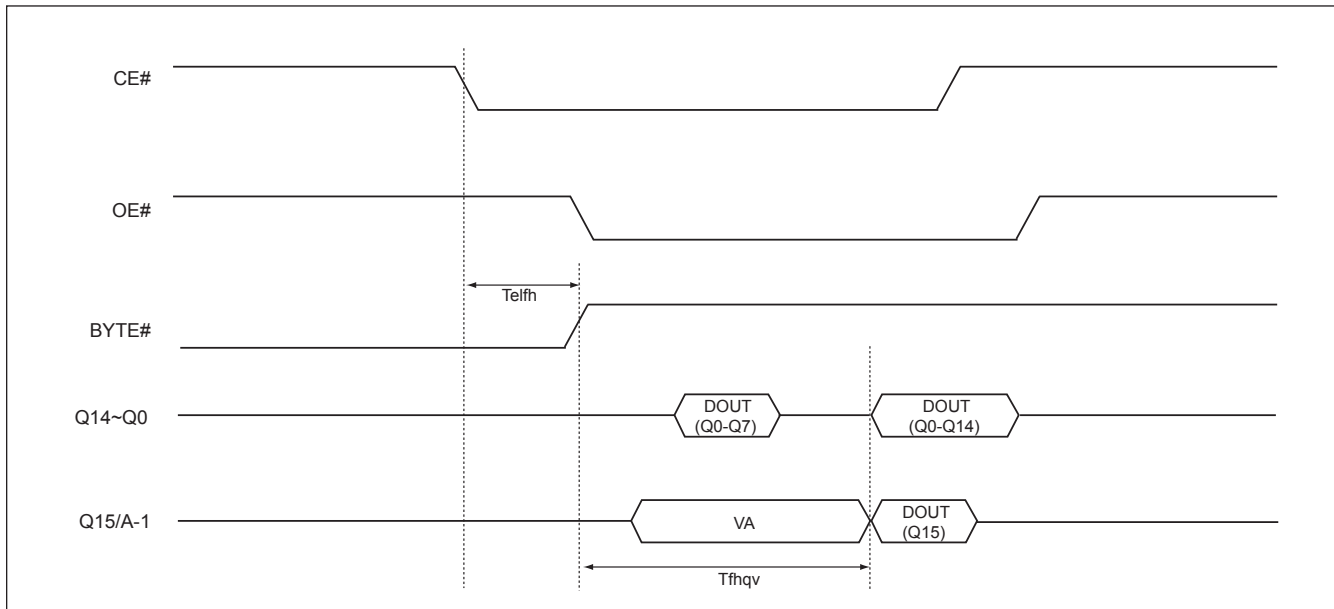 CE#
OE#
Telfh
BYTE#
Q14~Q0
DOUT
(Q0-Q7)
DOUT
(Q0-Q14)
Q15/A-1
VA
DOUT
(Q15)
Tfhqv